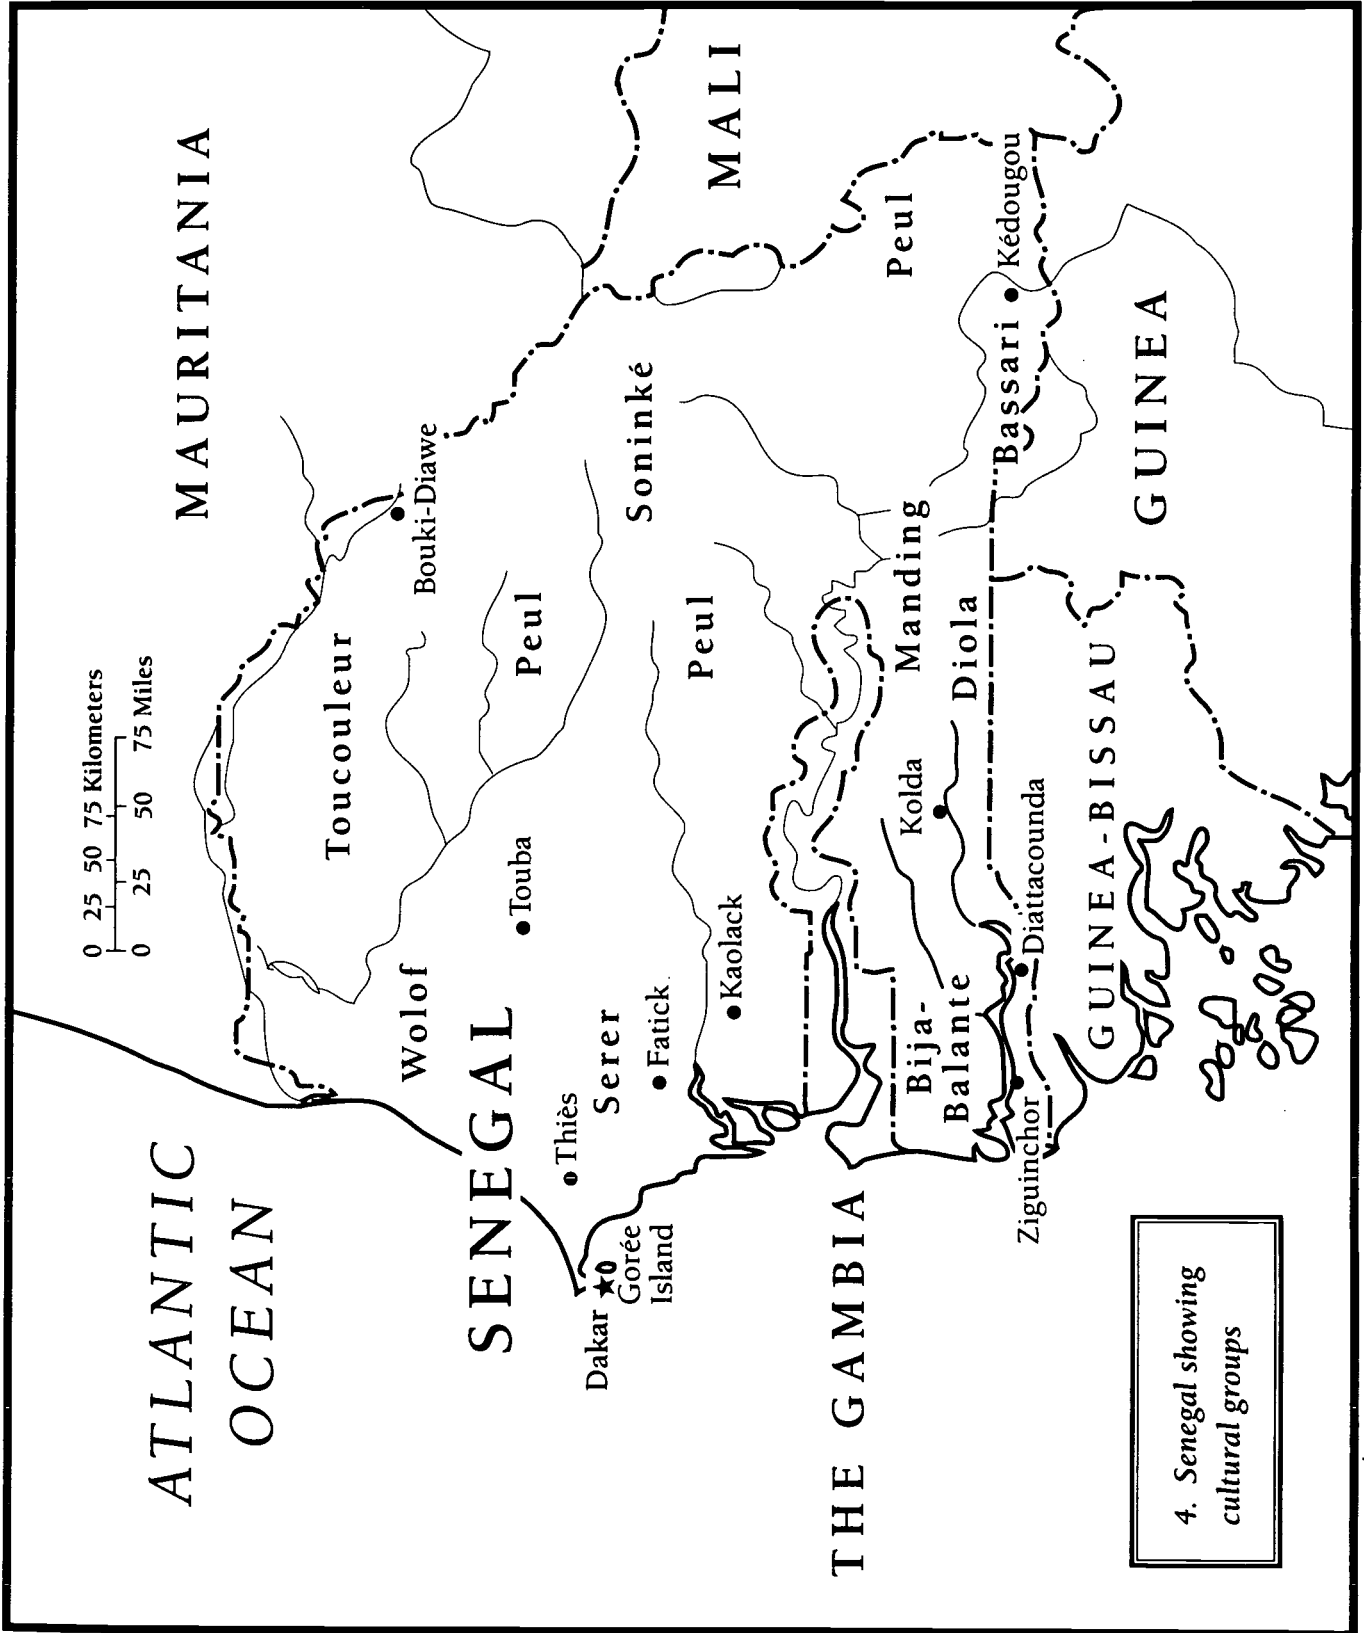 ATLANTIC
OCEAN
MAURITANIA
0 25 50 75 Kilometers
0 25 50 75 Miles
Toucouleur
Bouki-Diawe
Wolof
SENEGAL
Touba
Peul
Thiès
Serer
Soninké
Dakar
Gorée
Island
Fatick
Kaolack
Peul
MALI
THE GAMBIA
Peul
Manding
Kolda
Bija-
Balante
Diola
Bassari
Kédougou
Ziguinchor
Diattacounda
GUINEA-BISSAU
GUINEA
4. Senegal showing
cultural groups